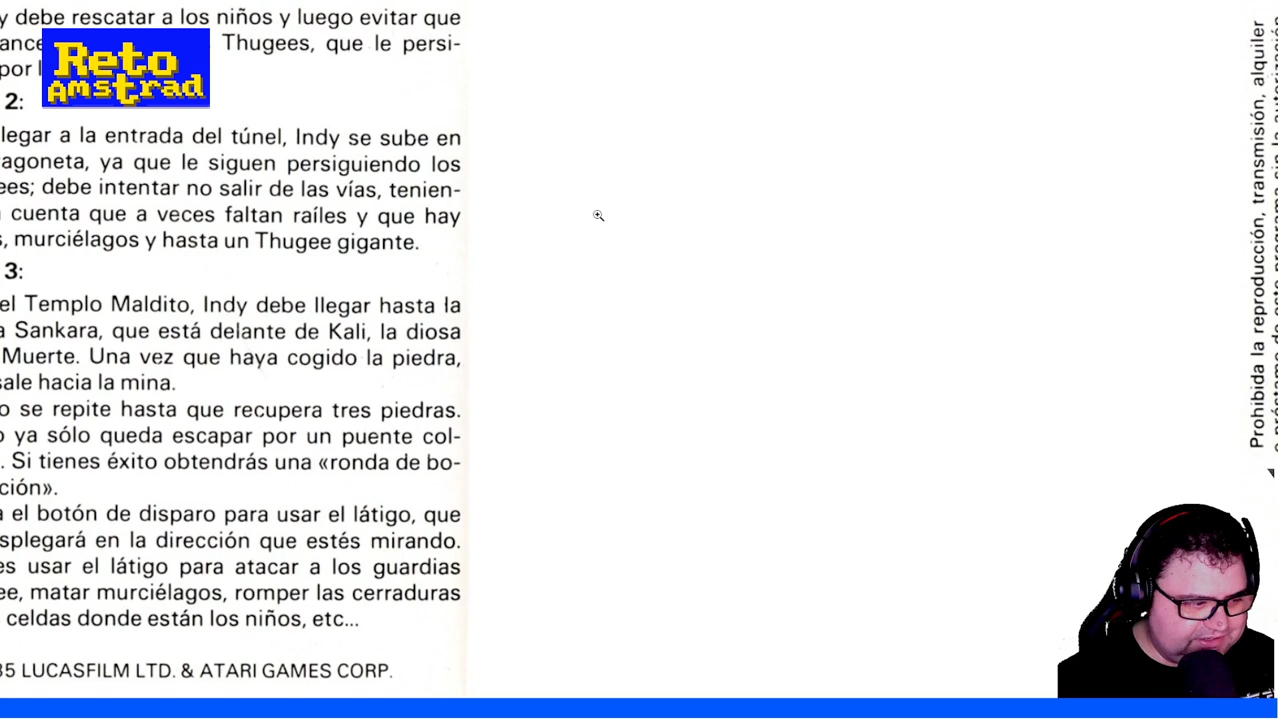 y debe rescatar a los niños y luego evitar que
Thugees, que le persi-
por
Reto
Amstrad
2:
legar a la entrada del túnel, Indy se sube en
agoneta, ya que le siguen persiguiendo los
ees; debe intentar no salir de las vías, tenien-
cuenta que a veces faltan raíles y que hay
s, murciélagos y hasta un Thugee gigante.
3:
el Templo Maldito, Indy debe llegar hasta la
a Sankara, que está delante de Kali, la diosa
Muerte. Una vez que haya cogido la piedra,
sale hacia la mina.
o se repite hasta que recupera tres piedras.
o ya sólo queda escapar por un puente col-
. Si tienes éxito obtendrás una «ronda de bo-
ción».
a el botón de disparo para usar el látigo, que
splegará en la dirección que estés mirando.
es usar el látigo para atacar a los guardias
ee, matar murciélagos, romper las cerraduras
celdas donde están los niños, etc...
35 LUCASFILM LTD. & ATARI GAMES CORP.
Prohibida la reproducción, transmisión, alquiler